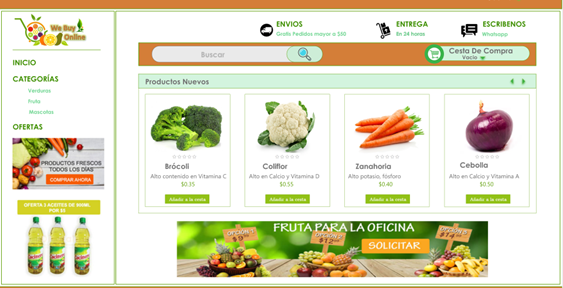 We Buy
Online
INICIO
CATEGORÍAS
Verduras
Fruta
Mascotas
OFERTAS
PRODUCTOS FRESCOS
TODOS LOS DÍAS
COMPRAR AHORA
OFERTA 3 ACEITES DE 900ML
POR $5
ENVIOS
Gratis Pedidos mayor a $50
ENTREGA
En 24 horas
ESCRIBENOS
Whatsapp
Buscar
Cesta De Compra
Vacía
Productos Nuevos
Brócoli
Alto contenido en Vitamina C
$0.35
Añadir a la cesta
Coliflor
Alto en Calcio y Vitamina D
$0.55
Añadir a la cesta
Zanahoria
Alto potasio, fósforo
$0.40
Añadir a la cesta
Cebolla
Alto en Calcio y Vitamina A
$0.50
Añadir a la cesta
FRUTA PARA LA OFICINA
SOLICITAR